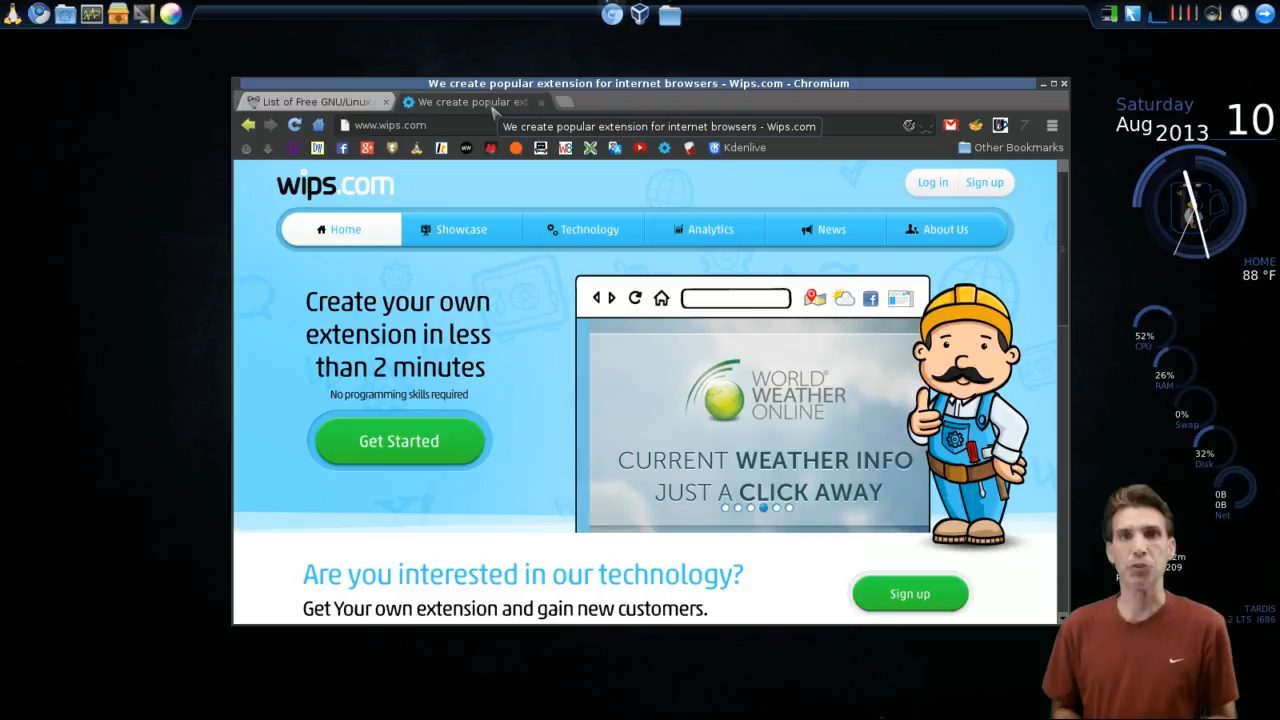 We create popular extension for internet browsers - Wips.com - Chromium
List of Free GNU/Linux
We create popular ext
www.wips.com
We create popular extension for internet browsers - Wips.com
Kdenlive
Other Bookmarks
wips.com
Log in
Sign up
Home
Showcase
Technology
Analytics
News
About Us
Create your own
extension in less
than 2 minutes
No programming skills required
Get Started
WORLD
WEATHER
ONLINE
CURRENT WEATHER INFO
JUST A CLICK AWAY
Are you interested in our technology?
Get Your own extension and gain new customers.
Sign up
Saturday
Aug 2013 10
HOME
88 °F
52%
CPU
26%
RAM
0%
Swap
32%
Disk
0B
0B
Net
209
TARDIS
2 LTS i686